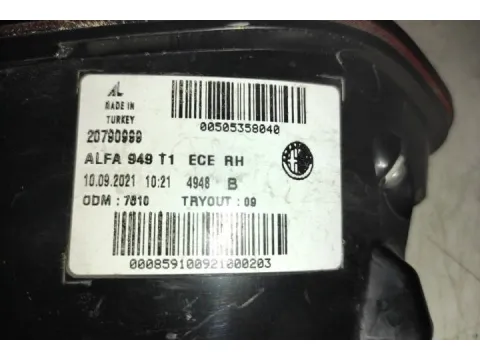 AL
MADE IN
TURKEY
00505358040
20790999
ALFA 949 T1 ECE RH
10.09.2021 10:21 4948 B
ODM : 7810 TRYOUT : 09
000859100921000203